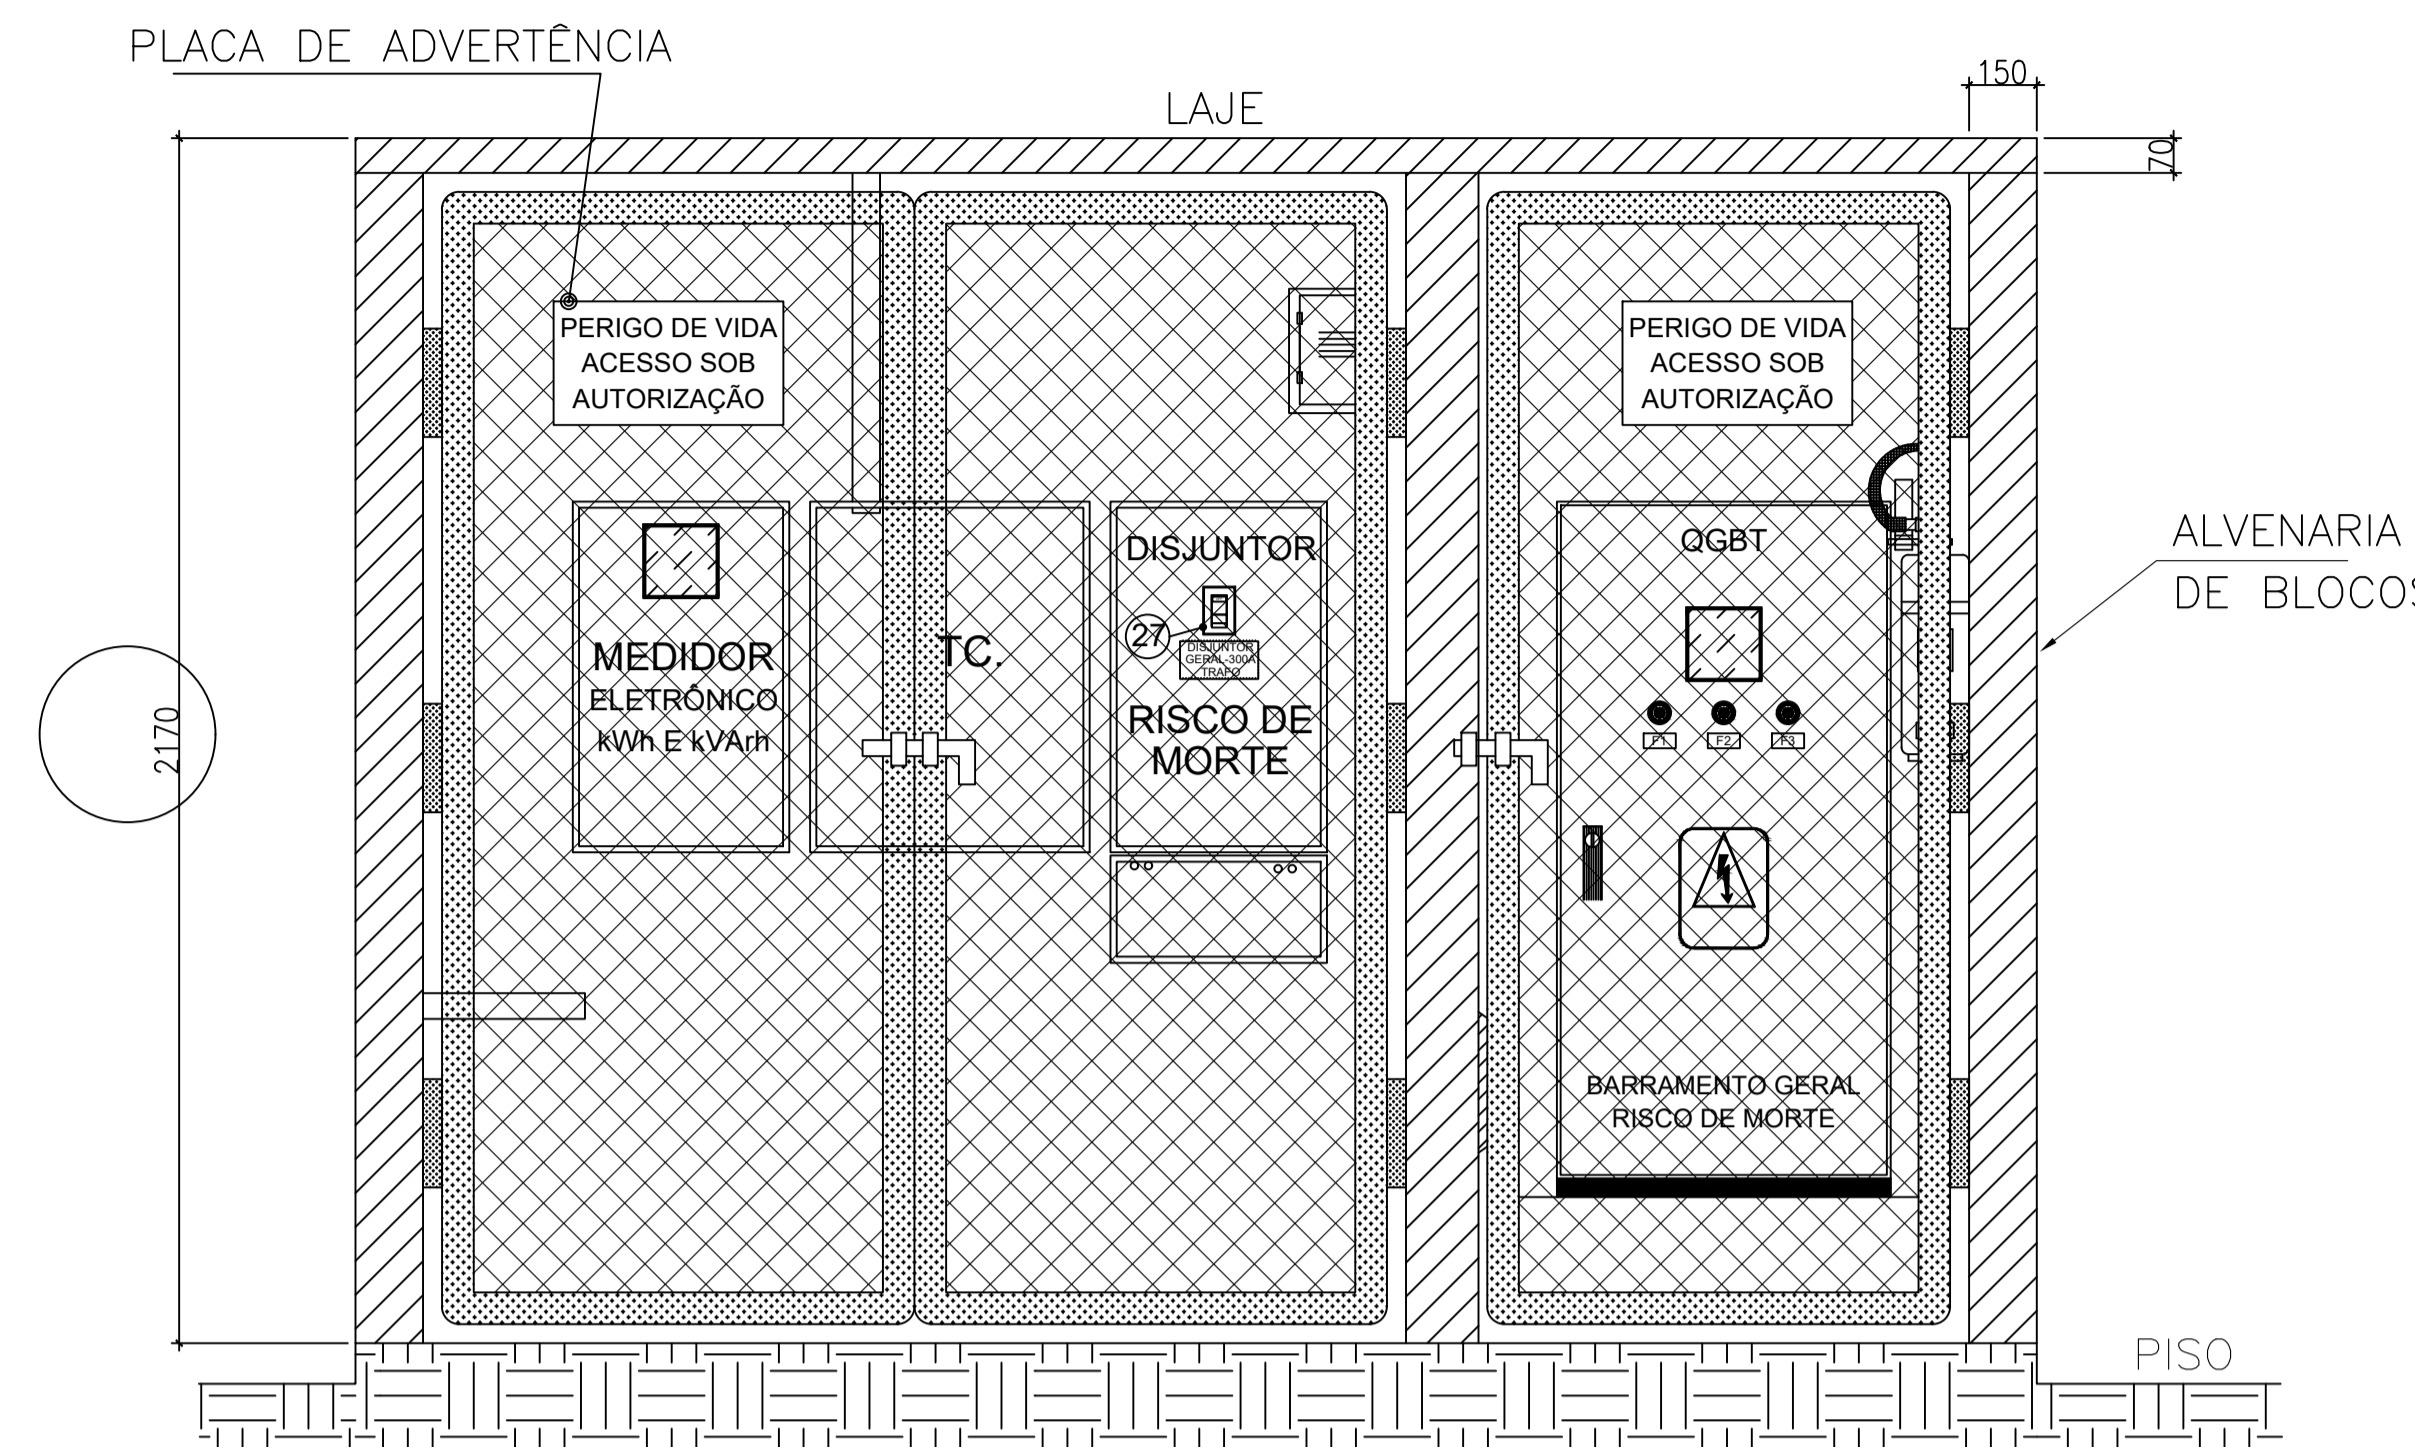 PLACA DE ADVERTÊNCIA
LAJE
150
70
2170
PERIGO DE VIDA
ACESSO SOB
AUTORIZAÇÃO
PERIGO DE VIDA
ACESSO SOB
AUTORIZAÇÃO
MEDIDOR
ELETRÔNICO
kWh E kVArh
TC.
DISJUNTOR
27
DISJUNTOR
GERAL-300A
TRAFO
RISCO DE
MORTE
QGBT
F1
F2
F3
BARRAMENTO GERAL
RISCO DE MORTE
ALVENARIA
DE BLOCOS
PISO